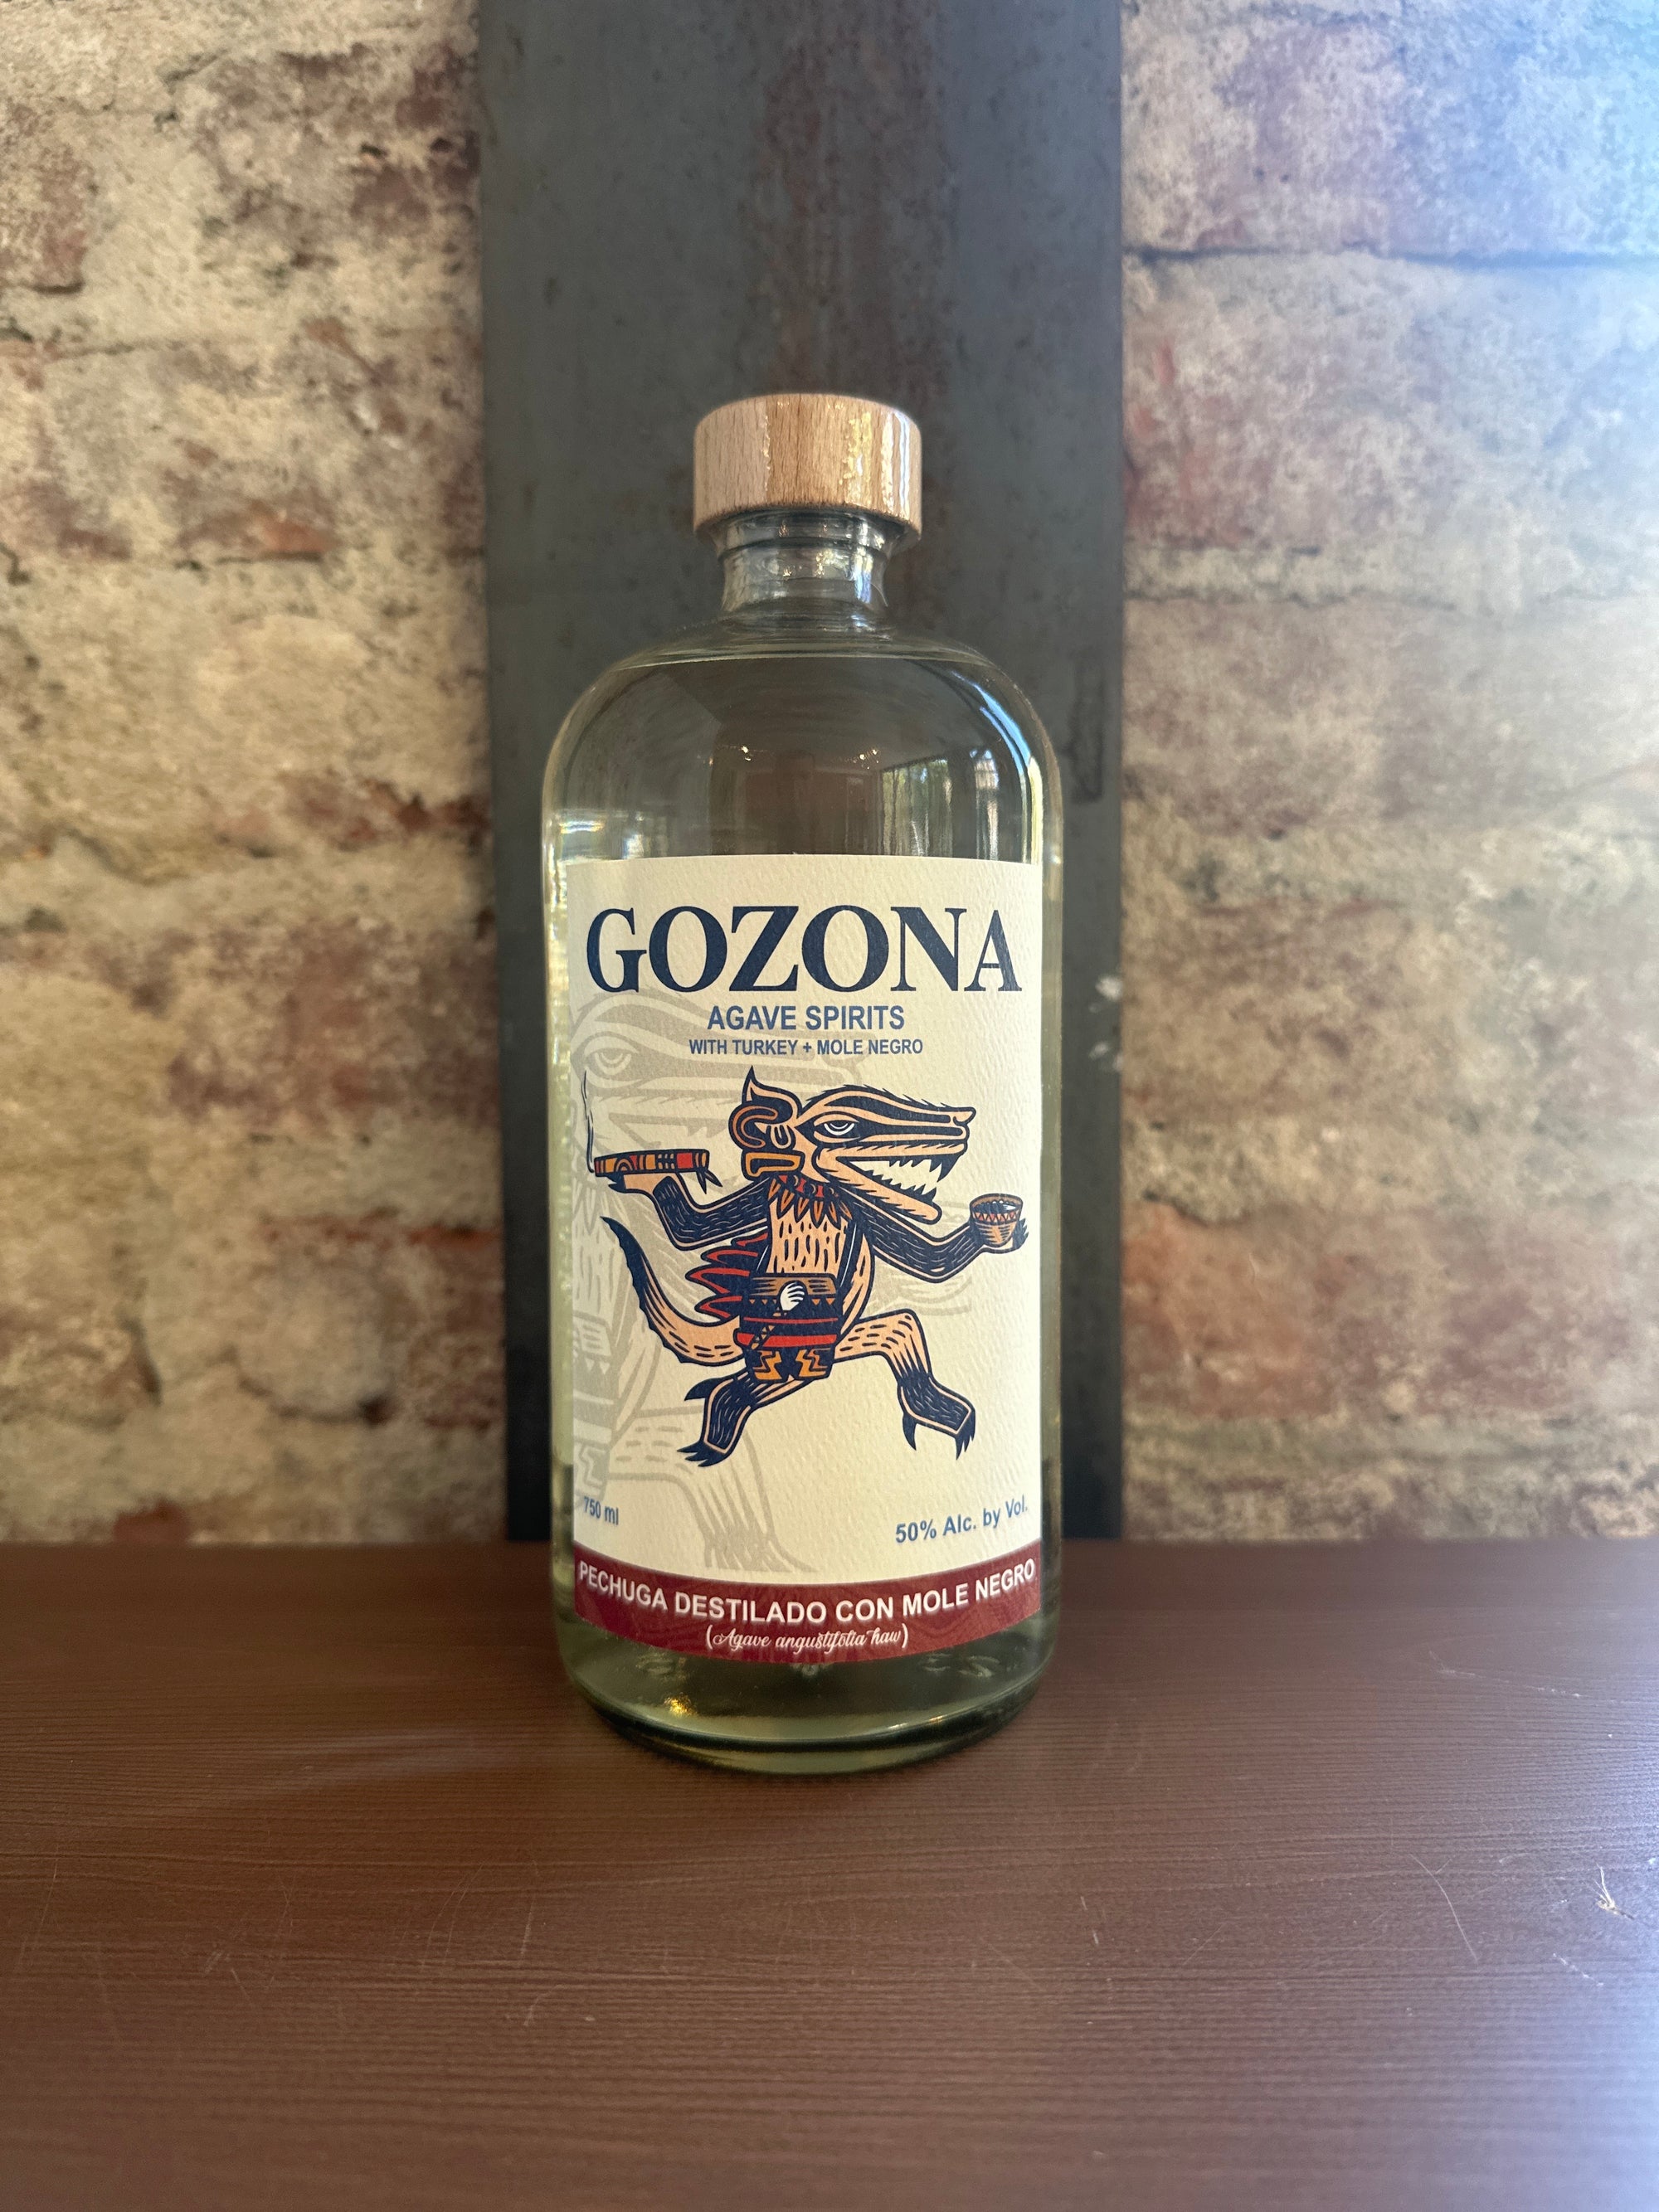 GOZONA
AGAVE SPIRITS
WITH TURKEY + MOLE NEGRO
750 ml
50% Alc. by Vol.
PECHUGA DESTILADO CON MOLE NEGRO
(Agave angustifolia haw)